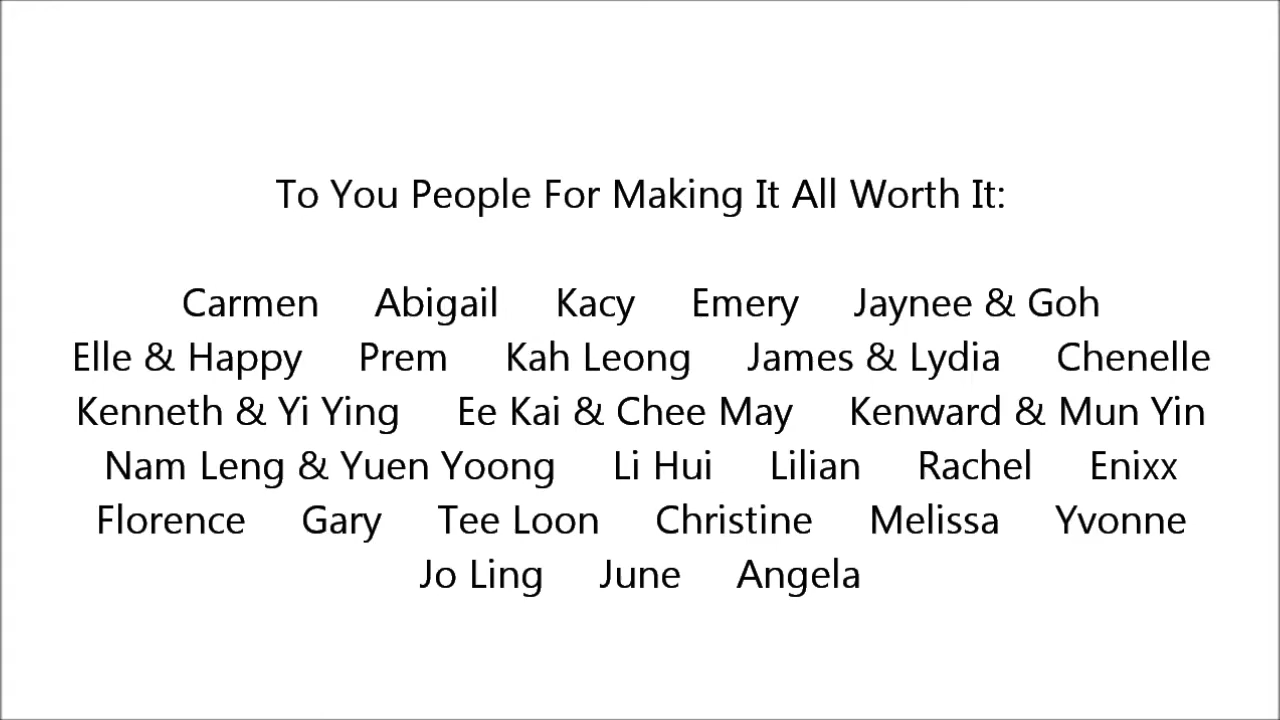 To You People For Making It All Worth It:
Carmen Abigail Kacy Emery Jaynee & Goh
Elle & Happy Prem Kah Leong James & Lydia Chenelle
Kenneth & Yi Ying Ee Kai & Chee May Kenward & Mun Yin
Nam Leng & Yuen Yoong Li Hui Lilian Rachel Enixx
Florence Gary Tee Loon Christine Melissa Yvonne
Jo Ling June Angela